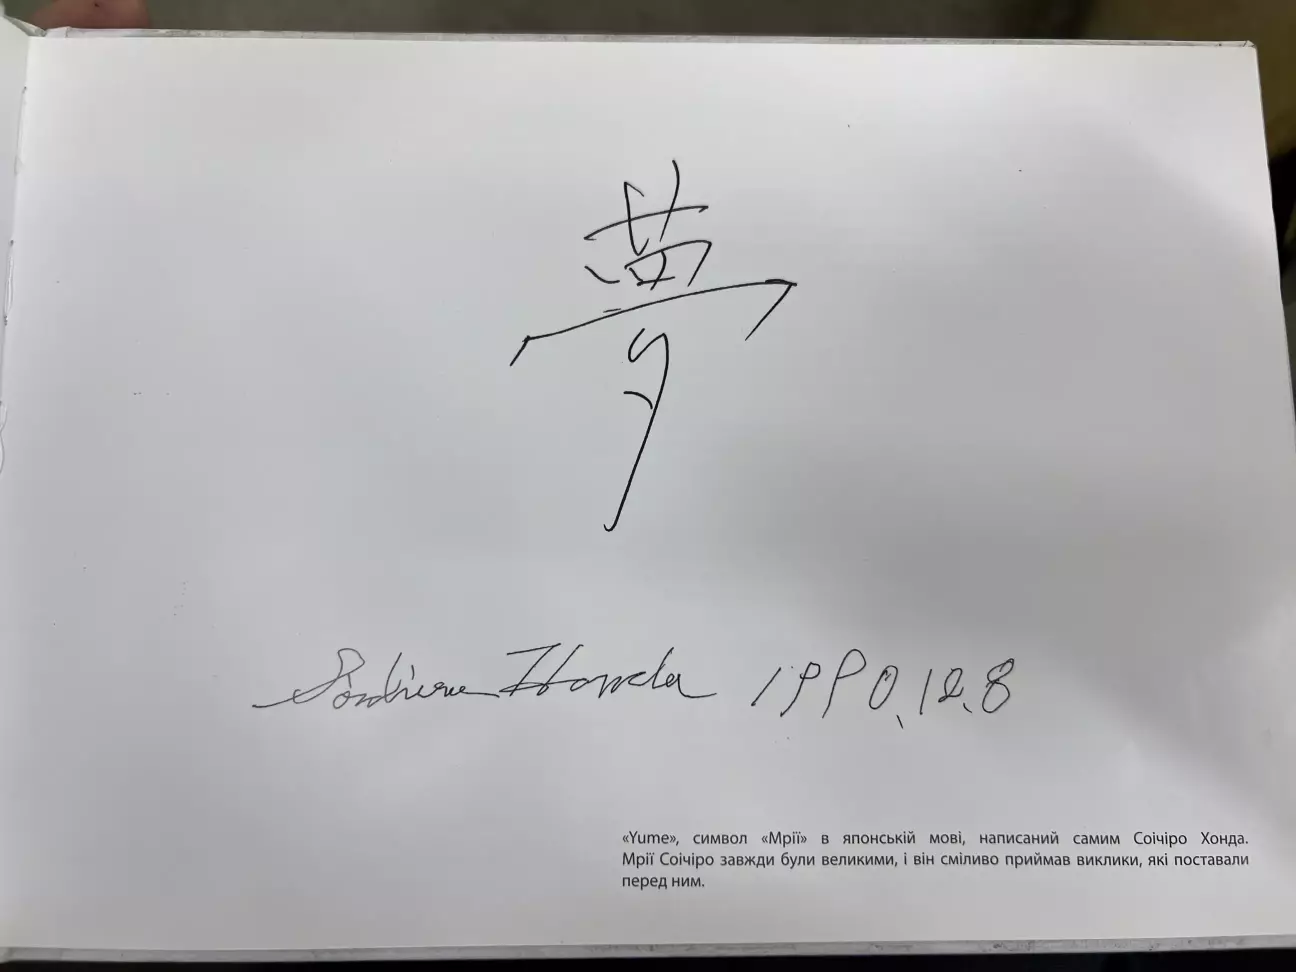 夢
Soichiro Honda 1990.12.8
«Yume», символ «Мрії» в японській мові, написаний самим Соічіро Хонда.
Мрії Соічіро завжди були великими, і він сміливо приймав виклики, які поставали
перед ним.